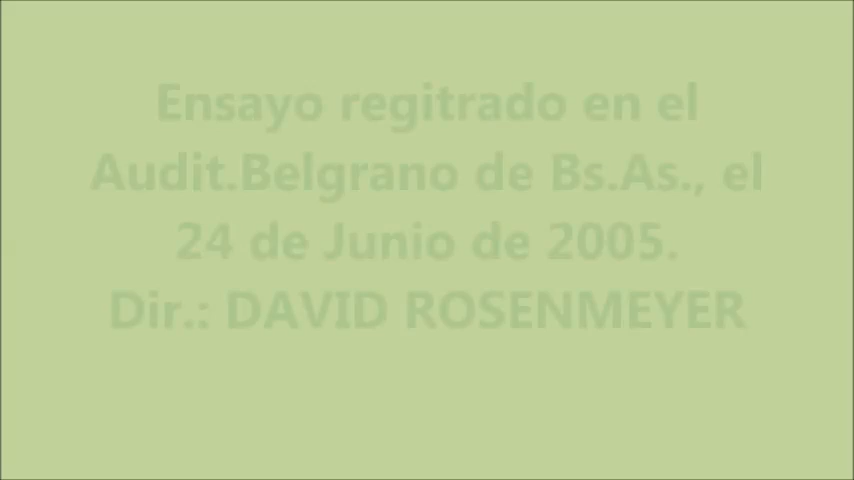 Ensayo regitrado en el
Audit.Belgrano de Bs.As., el
24 de Junio de 2005.
Dir.: DAVID ROSENMEYER